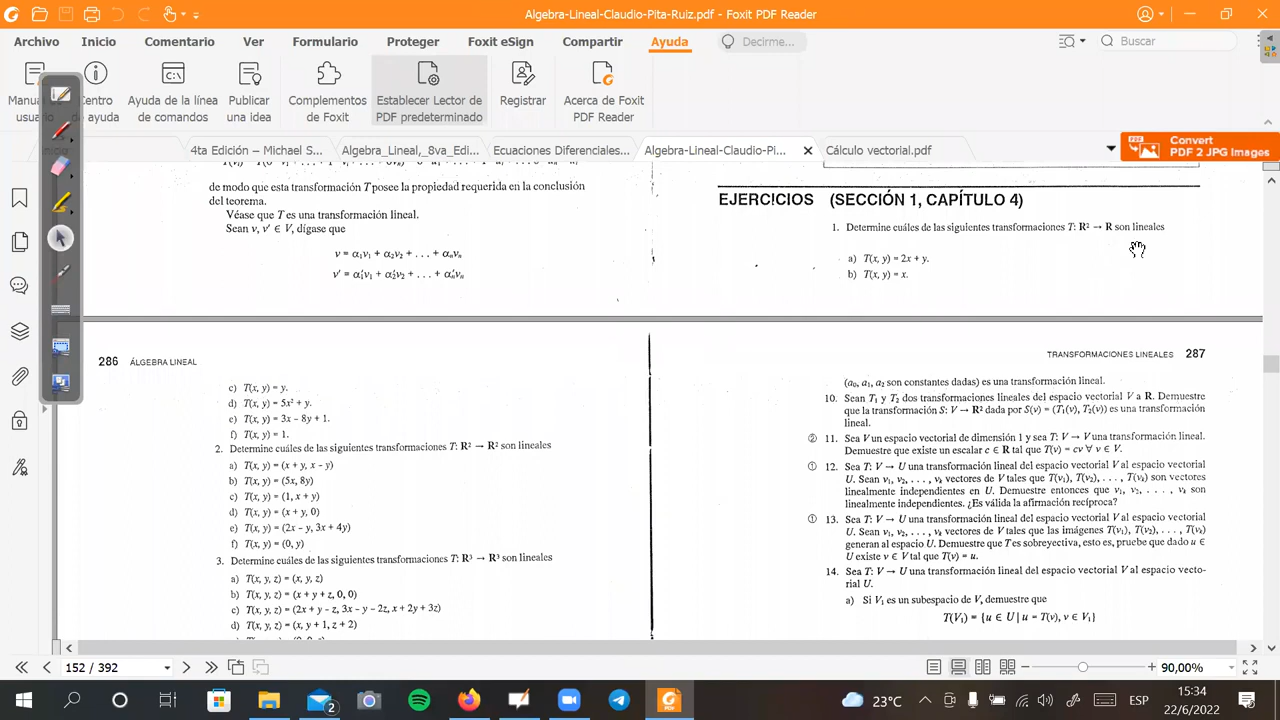 Algebra-Lineal-Claudio-Pita-Ruiz.pdf - Foxit PDF Reader
Archivo Inicio Comentario Ver Formulario Proteger Foxit eSign Compartir Ayuda Decirme... Buscar
Ayuda de la línea de comandos
Publicar una idea
Complementos de Foxit
Establecer Lector de PDF predeterminado
Registrar
Acerca de Foxit PDF Reader
4ta Edición – Michael S... Algebra_Lineal,_4va_Edi... Ecuaciones Diferenciales... Algebra-Lineal-Claudio-Pi... Cálculo vectorial.pdf
Convert
PDF 2 JPG Images
de modo que esta transformación T posee la propiedad requerida en la conclusión
del teorema.
Véase que T es una transformación lineal.
Sean v, v' ∈ V, dígase que
v = α₁v₁ + α₂v₂ + . . . + αₙvₙ
v' = α₁'v₁ + α₂'v₂ + . . . + αₙ'vₙ
EJERCICIOS (SECCIÓN 1, CAPÍTULO 4)
1. Determine cuáles de las siguientes transformaciones T: R² → R son lineales
a) T(x, y) = 2x + y.
b) T(x, y) = x.
286 ÁLGEBRA LINEAL
c) T(x, y) = y.
d) T(x, y) = 5x² + y.
e) T(x, y) = 3x - 8y + 1.
f) T(x, y) = 1.
2. Determine cuáles de las siguientes transformaciones T: R² → R² son lineales
a) T(x, y) = (x + y, x - y)
b) T(x, y) = (5x, 8y)
c) T(x, y) = (1, x + y)
d) T(x, y) = (x + y, 0)
e) T(x, y) = (2x - y, 3x + 4y)
f) T(x, y) = (0, y)
3. Determine cuáles de las siguientes transformaciones T: R³ → R³ son lineales
a) T(x, y, z) = (x, y, z)
b) T(x, y, z) = (x + y + z, 0, 0)
c) T(x, y, z) = (2x + y - z, 3x - y - 2z, x + 2y + 3z)
d) T(x, y, z) = (x, y + 1, z + 2)
TRANSFORMACIONES LINEALES 287
(a₀, a₁, a₂ son constantes dadas) es una transformación lineal.
10. Sean T₁ y T₂ dos transformaciones lineales del espacio vectorial V a R. Demuestre
que la transformación S: V → R² dada por S(v) = (T₁(v), T₂(v)) es una transformación
lineal.
② 11. Sea V un espacio vectorial de dimensión 1 y sea T: V → V una transformación lineal.
Demuestre que existe un escalar c ∈ R tal que T(v) = cv ∀ v ∈ V.
① 12. Sea T: V → U una transformación lineal del espacio vectorial V al espacio vectorial
U. Sean v₁, v₂, . . . , vₖ vectores de V tales que T(v₁), T(v₂), . . . , T(vₖ) son vectores
linealmente independientes en U. Demuestre entonces que v₁, v₂, . . . , vₖ son
linealmente independientes. ¿Es válida la afirmación recíproca?
① 13. Sea T: V → U una transformación lineal del espacio vectorial V al espacio vectorial
U. Sean v₁, v₂, . . . , vₖ vectores de V tales que las imágenes T(v₁), T(v₂), . . . , T(vₖ)
generan al espacio U. Demuestre que T es sobreyectiva, esto es, pruebe que dado u ∈
U existe v ∈ V tal que T(v) = u.
14. Sea T: V → U una transformación lineal del espacio vectorial V al espacio vecto-
rial U.
a) Si V₁ es un subespacio de V, demuestre que
T(V₁) = {u ∈ U | u = T(v), v ∈ V₁}
152 / 392
90,00%
2
23°C
ESP
15:34
22/6/2022